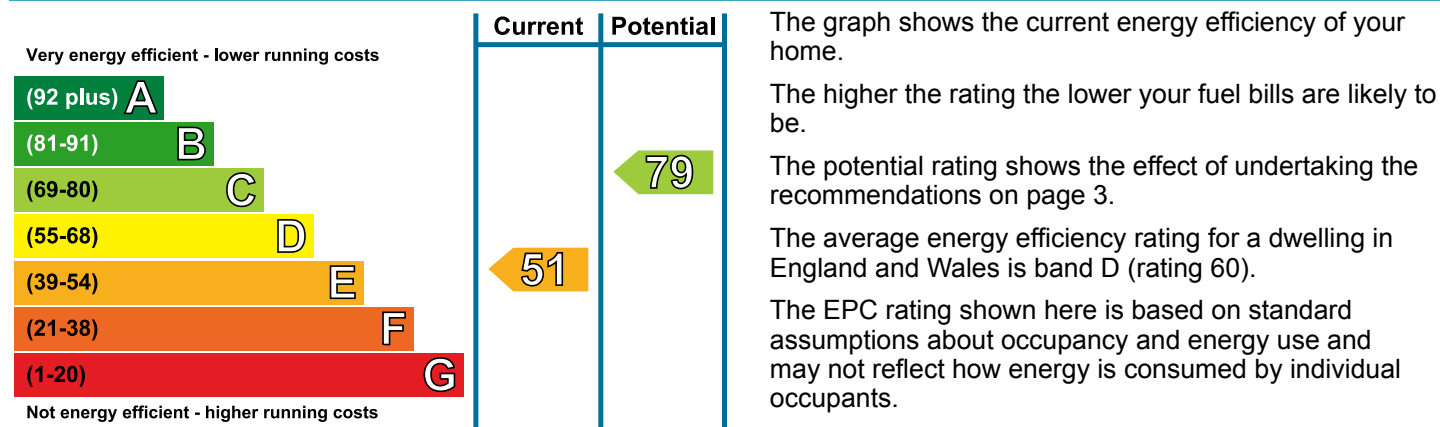 Current Potential
Very energy efficient - lower running costs
(92 plus) A
(81-91) B
(69-80) C
(55-68) D
(39-54) E
(21-38) F
(1-20) G
Not energy efficient - higher running costs
79
51
The graph shows the current energy efficiency of your
home.
The higher the rating the lower your fuel bills are likely to
be.
The potential rating shows the effect of undertaking the
recommendations on page 3.
The average energy efficiency rating for a dwelling in
England and Wales is band D (rating 60).
The EPC rating shown here is based on standard
assumptions about occupancy and energy use and
may not reflect how energy is consumed by individual
occupants.